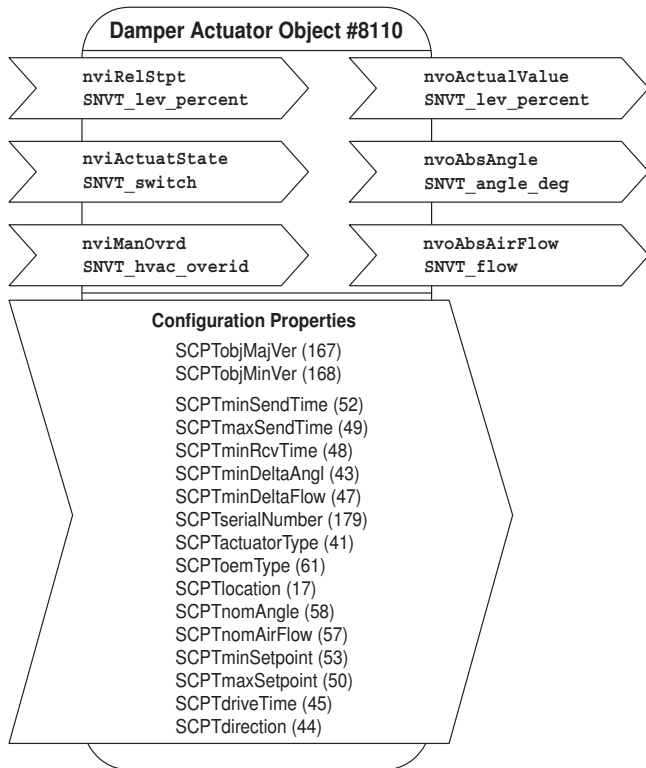 Damper Actuator Object #8110
nviRelStpt
SNVT_lev_percent
nvoActualValue
SNVT_lev_percent
nviActuatState
SNVT_switch
nvoAbsAngle
SNVT_angle_deg
nviManOvrd
SNVT_hvac_overid
nvoAbsAirFlow
SNVT_flow
Configuration Properties
SCPTobjMajVer (167)
SCPTobjMinVer (168)
SCPTminSendTime (52)
SCPTmaxSendTime (49)
SCPTminRcvTime (48)
SCPTminDeltaAngl (43)
SCPTminDeltaFlow (47)
SCPTserialNumber (179)
SCPTactuatorType (41)
SCPToemType (61)
SCPTlocation (17)
SCPTnomAngle (58)
SCPTnomAirFlow (57)
SCPTminSetpoint (53)
SCPTmaxSetpoint (50)
SCPTdriveTime (45)
SCPTdirection (44)